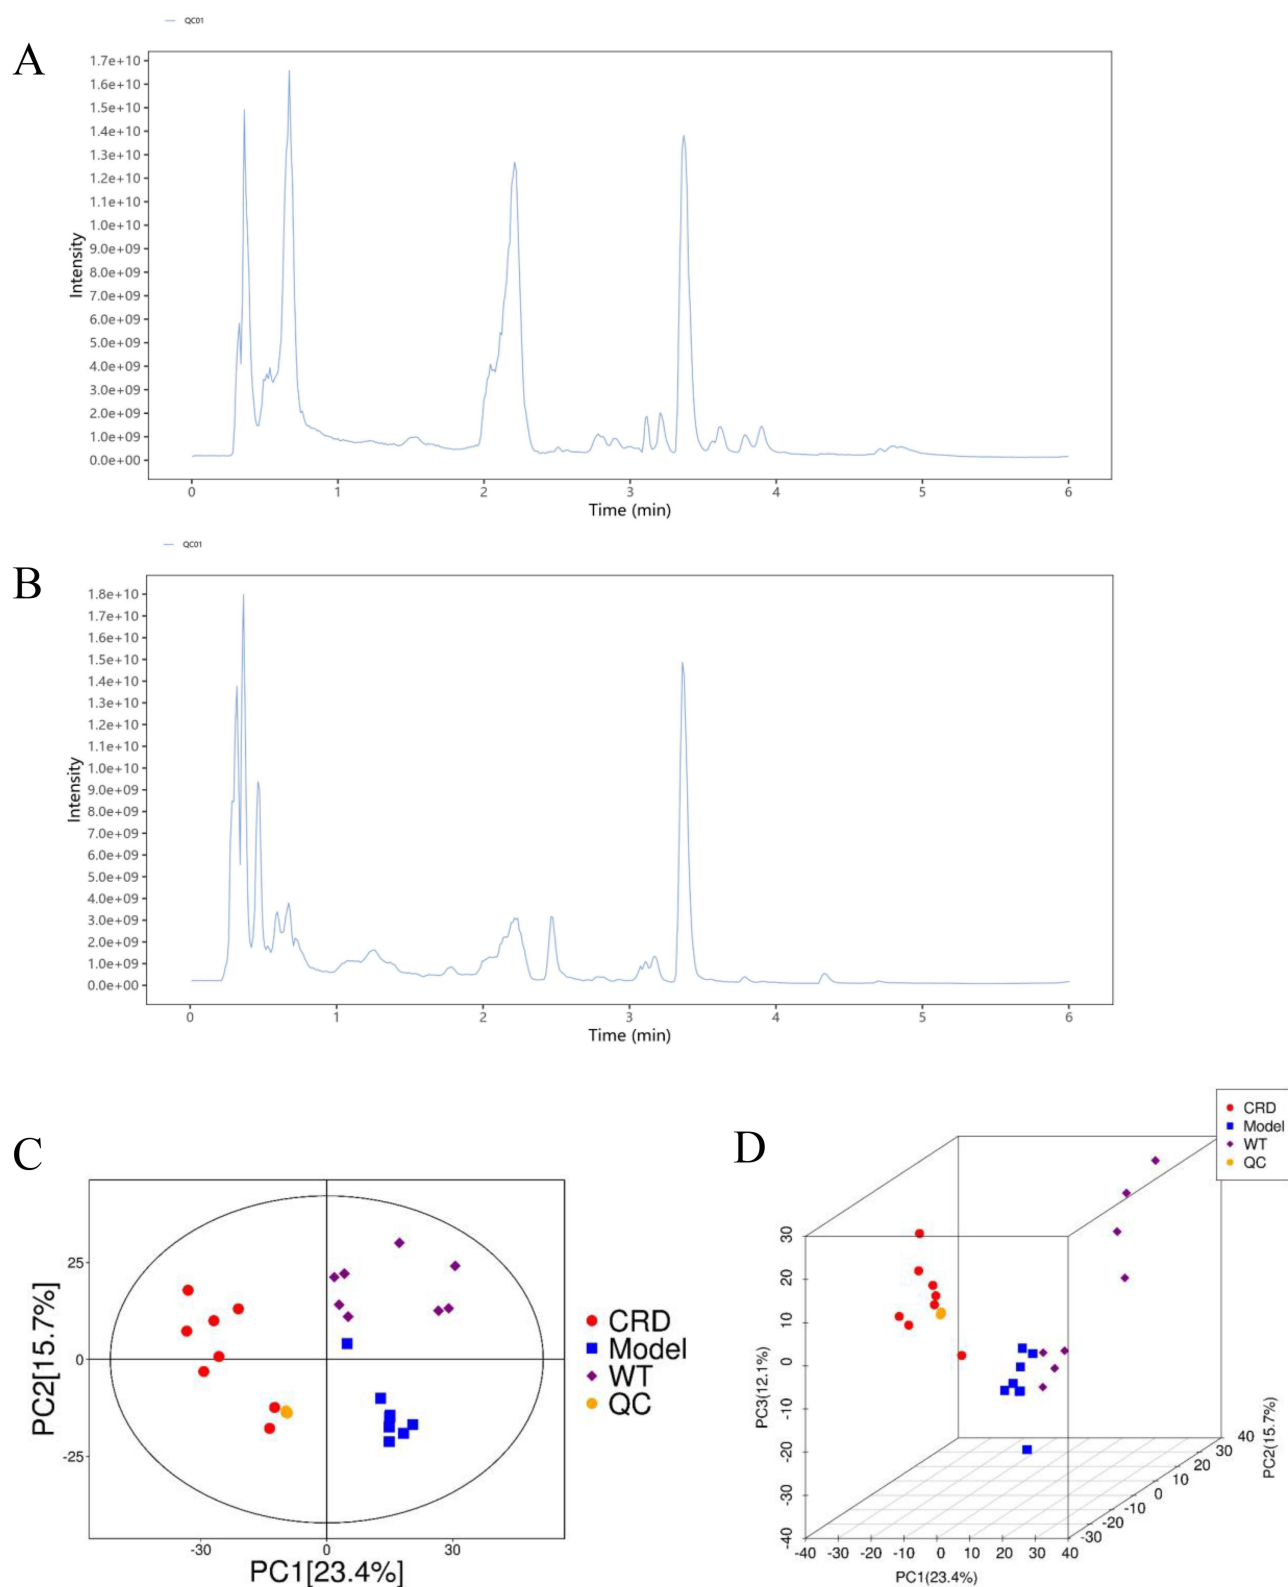 QC01
A
1.7e+10
1.6e+10
1.5e+10
1.4e+10
1.3e+10
1.2e+10
1.1e+10
1.0e+10
9.0e+09
8.0e+09
7.0e+09
6.0e+09
5.0e+09
4.0e+09
3.0e+09
2.0e+09
1.0e+09
0.0e+00
Intensity
0 1 2 3 4 5 6
Time (min)
QC01
B
1.8e+10
1.7e+10
1.6e+10
1.5e+10
1.4e+10
1.3e+10
1.2e+10
1.1e+10
1.0e+10
9.0e+09
8.0e+09
7.0e+09
6.0e+09
5.0e+09
4.0e+09
3.0e+09
2.0e+09
1.0e+09
0.0e+00
Intensity
0 1 2 3 4 5 6
Time (min)
C
25
0
-25
PC2[15.7%]
-30 0 30
PC1[23.4%]
CRD
Model
WT
QC
D
CRD
Model
WT
QC
30
20
10
0
-10
-20
-30
-40
PC3(12.1%)
-40 -30 -20 -10 0 10 20 30 40
PC1(23.4%)
40
30
20
10
0
-10
-20
-30
PC2(15.7%)